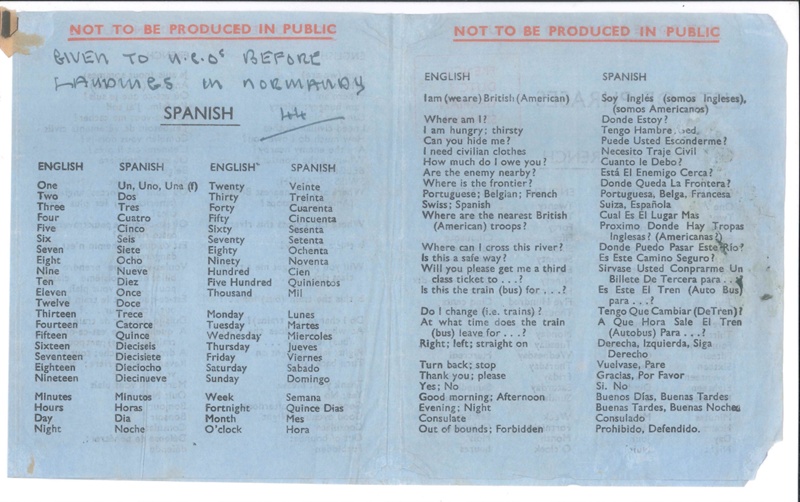 NOT TO BE PRODUCED IN PUBLIC
GIVEN TO N.C.Os BEFORE
LANDINGS IN NORMANDY
SPANISH 44
ENGLISH SPANISH ENGLISH SPANISH
One Un, Uno, Una (f) Twenty Veinte
Two Dos Thirty Treinta
Three Tres Forty Cuarenta
Four Cuatro Fifty Cincuenta
Five Cinco Sixty Sesenta
Six Seis Seventy Setenta
Seven Siete Eighty Ochenta
Eight Ocho Ninety Noventa
Nine Nueve Hundred Cien
Ten Diez Five Hundred Quinientos
Eleven Once Thousand Mil
Twelve Doce
Thirteen Trece Monday Lunes
Fourteen Catorce Tuesday Martes
Fifteen Quince Wednesday Miercoles
Sixteen Dieciseis Thursday Jueves
Seventeen Diecisiete Friday Viernes
Eighteen Dieciocho Saturday Sabado
Nineteen Diecinueve Sunday Domingo
Minutes Minutos Week Semana
Hours Horas Fortnight Quince Dias
Day Dia Month Mes
Night Noche O'clock Hora
NOT TO BE PRODUCED IN PUBLIC
ENGLISH SPANISH
I am (we are) British (American) Soy Inglés (somos Ingleses),
(somos Americanos)
Where am I? Donde Estoy?
I am hungry; thirsty Tengo Hambre, sed.
Can you hide me? Puede Usted Esconderme?
I need civilian clothes Necesito Traje Civil
How much do I owe you? Cuanto le Debo?
Are the enemy nearby? Está El Enemigo Cerca?
Where is the frontier? Donde Queda La Frontera?
Portuguese; Belgian; French Portuguesa, Belga, Francesa
Swiss; Spanish Suiza, Española
Where are the nearest British Cual Es El Lugar Mas
(American) troops? Proximo Donde Hay Tropas
Inglesas? (Americanas?)
Where can I cross this river? Donde Puedo Pasar Este Río?
Is this a safe way? Es Este Camino Seguro?
Will you please get me a third Sirvase Usted Conprarme Un
class ticket to . . . ? Billete De Tercera para . . .
Is this the train (bus) for . . . ? Es Este El Tren (Auto Bus)
para . . . ?
Do I change (i.e. trains)? Tengo Que Cambiar (De Tren)?
At what time does the train A Que Hora Sale El Tren
(bus) leave for . . . ? (Autobus) Para . . . ?
Right; left; straight on Derecha, Izquierda, Siga
Derecho
Turn back; stop Vuelvase, Pare
Thank you; please Gracias, Por Favor
Yes; No Si. No
Good morning; Afternoon Buenos Días, Buenas Tardes
Evening; Night Buenas Tardes, Buenas Noches
Consulate Consulado
Out of bounds; Forbidden Prohibido, Defendido.